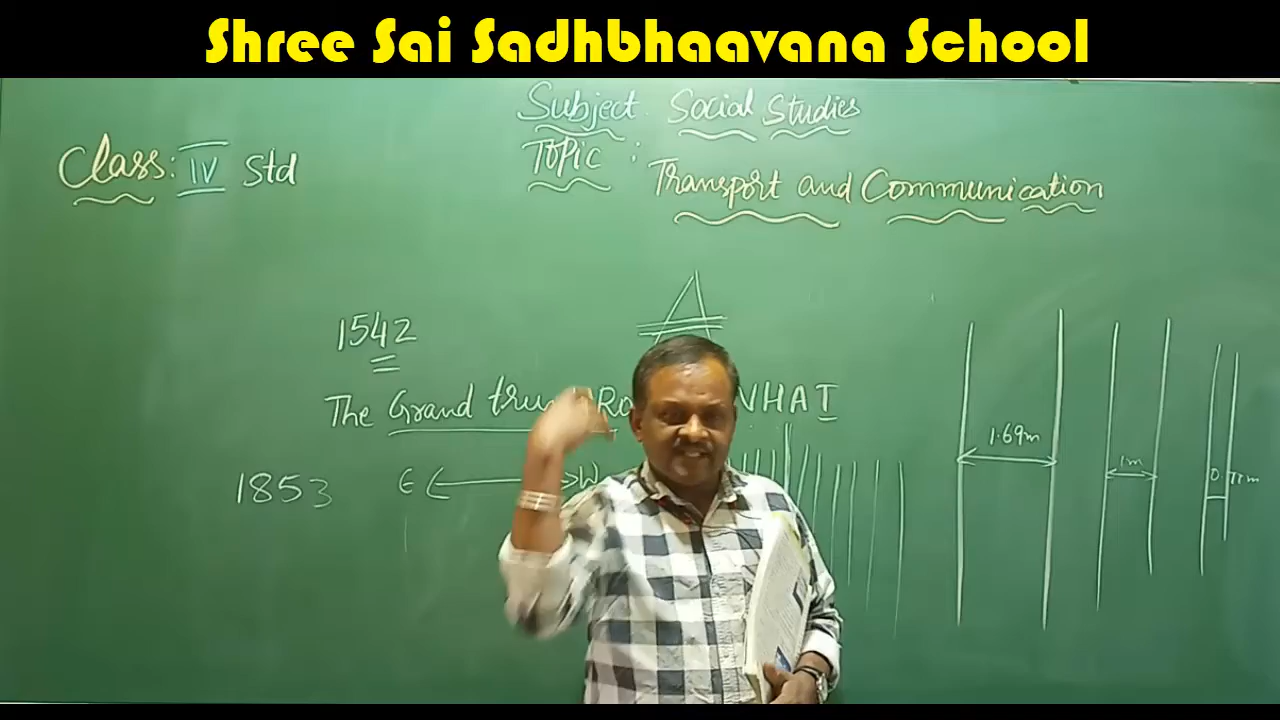 Shree Sai Sadhbhaavana School
Subject: Social Studies
Class: IV Std
Topic :
Transport and Communication
1542
The Grand NHAI
1.69m
1m
1853 E W